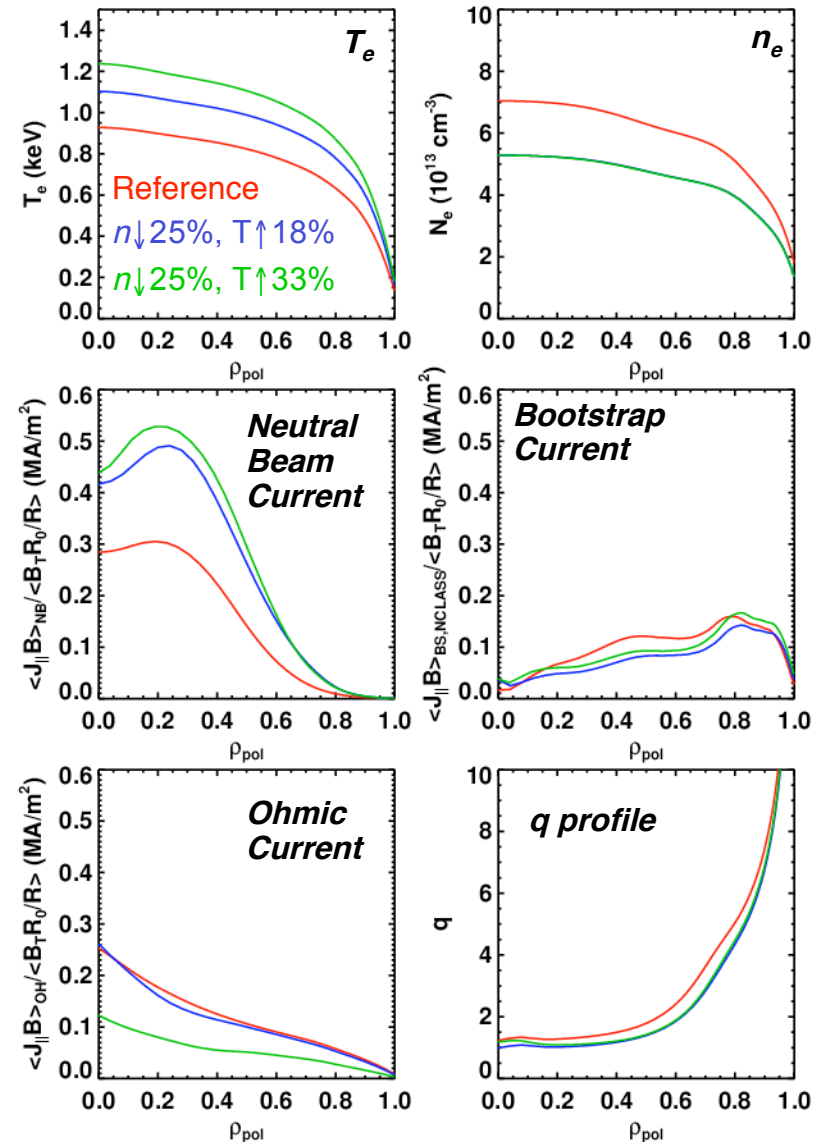 1.4
1.2
1.0
0.8
0.6
0.4
0.2
0.0
T_e (keV)
T_e
Reference
n↓25%, T↑18%
n↓25%, T↑33%
0.0 0.2 0.4 0.6 0.8 1.0
ρ_pol
10
8
6
4
2
0
N_e (10^13 cm^-3)
n_e
0.0 0.2 0.4 0.6 0.8 1.0
ρ_pol
0.6
0.5
0.4
0.3
0.2
0.1
0.0
<J_||B>_NB/<B_TR_0/R> (MA/m^2)
Neutral
Beam
Current
0.0 0.2 0.4 0.6 0.8 1.0
ρ_pol
0.6
0.5
0.4
0.3
0.2
0.1
0.0
<J_||B>_BS,NCLASS/<B_TR_0/R> (MA/m^2)
Bootstrap
Current
0.0 0.2 0.4 0.6 0.8 1.0
ρ_pol
0.6
0.5
0.4
0.3
0.2
0.1
0.0
<J_||B>_OH/<B_TR_0/R> (MA/m^2)
Ohmic
Current
0.0 0.2 0.4 0.6 0.8 1.0
ρ_pol
10
8
6
4
2
0
q
q profile
0.0 0.2 0.4 0.6 0.8 1.0
ρ_pol